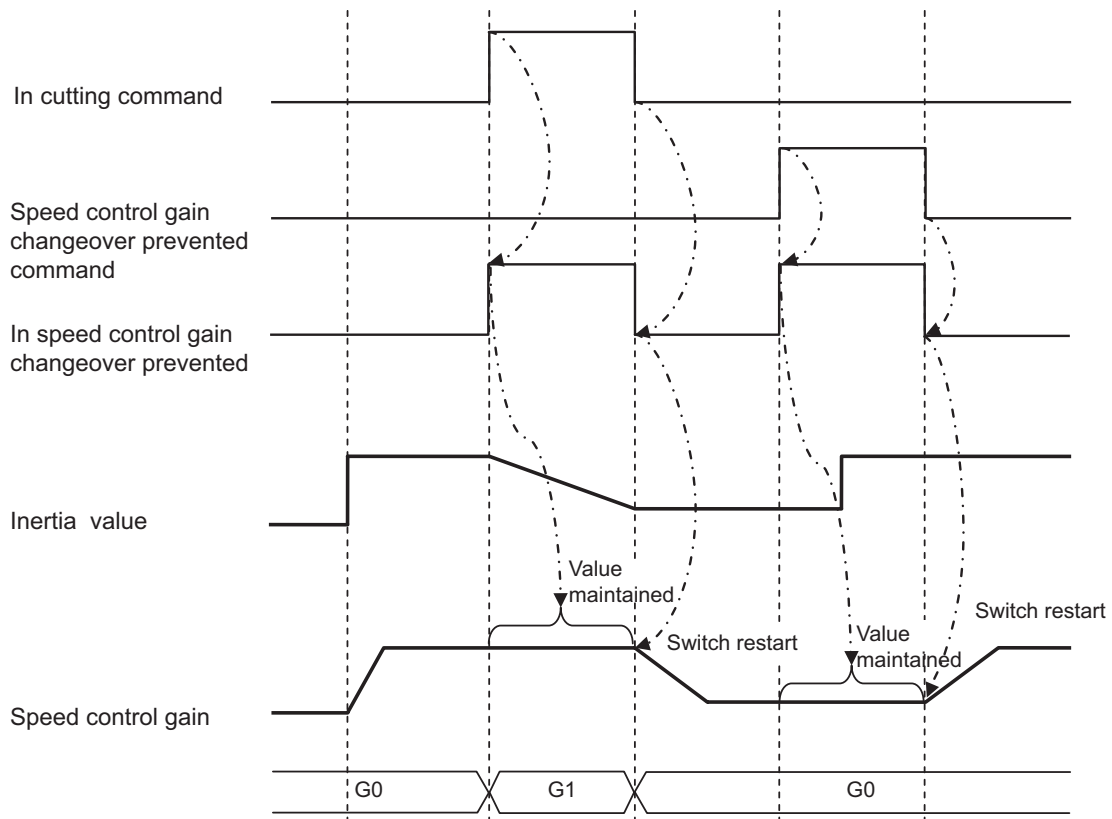 In cutting command
Speed control gain
changeover prevented
command
In speed control gain
changeover prevented
Inertia value
Value
maintained
Switch restart
Value
maintained
Switch restart
Speed control gain
G0
G1
G0